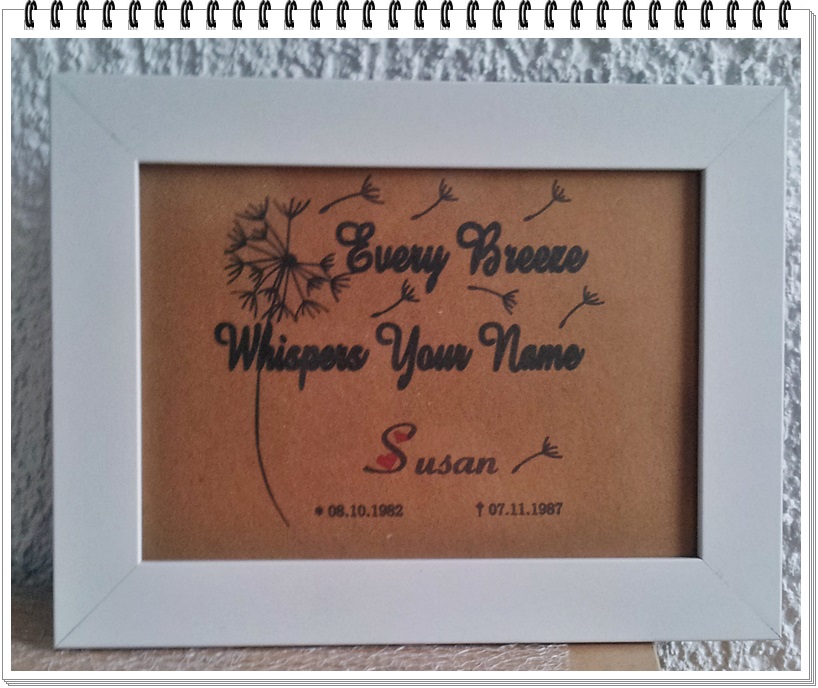 Every Breeze
Whispers Your Name
Susan
* 08.10.1982 † 07.11.1987